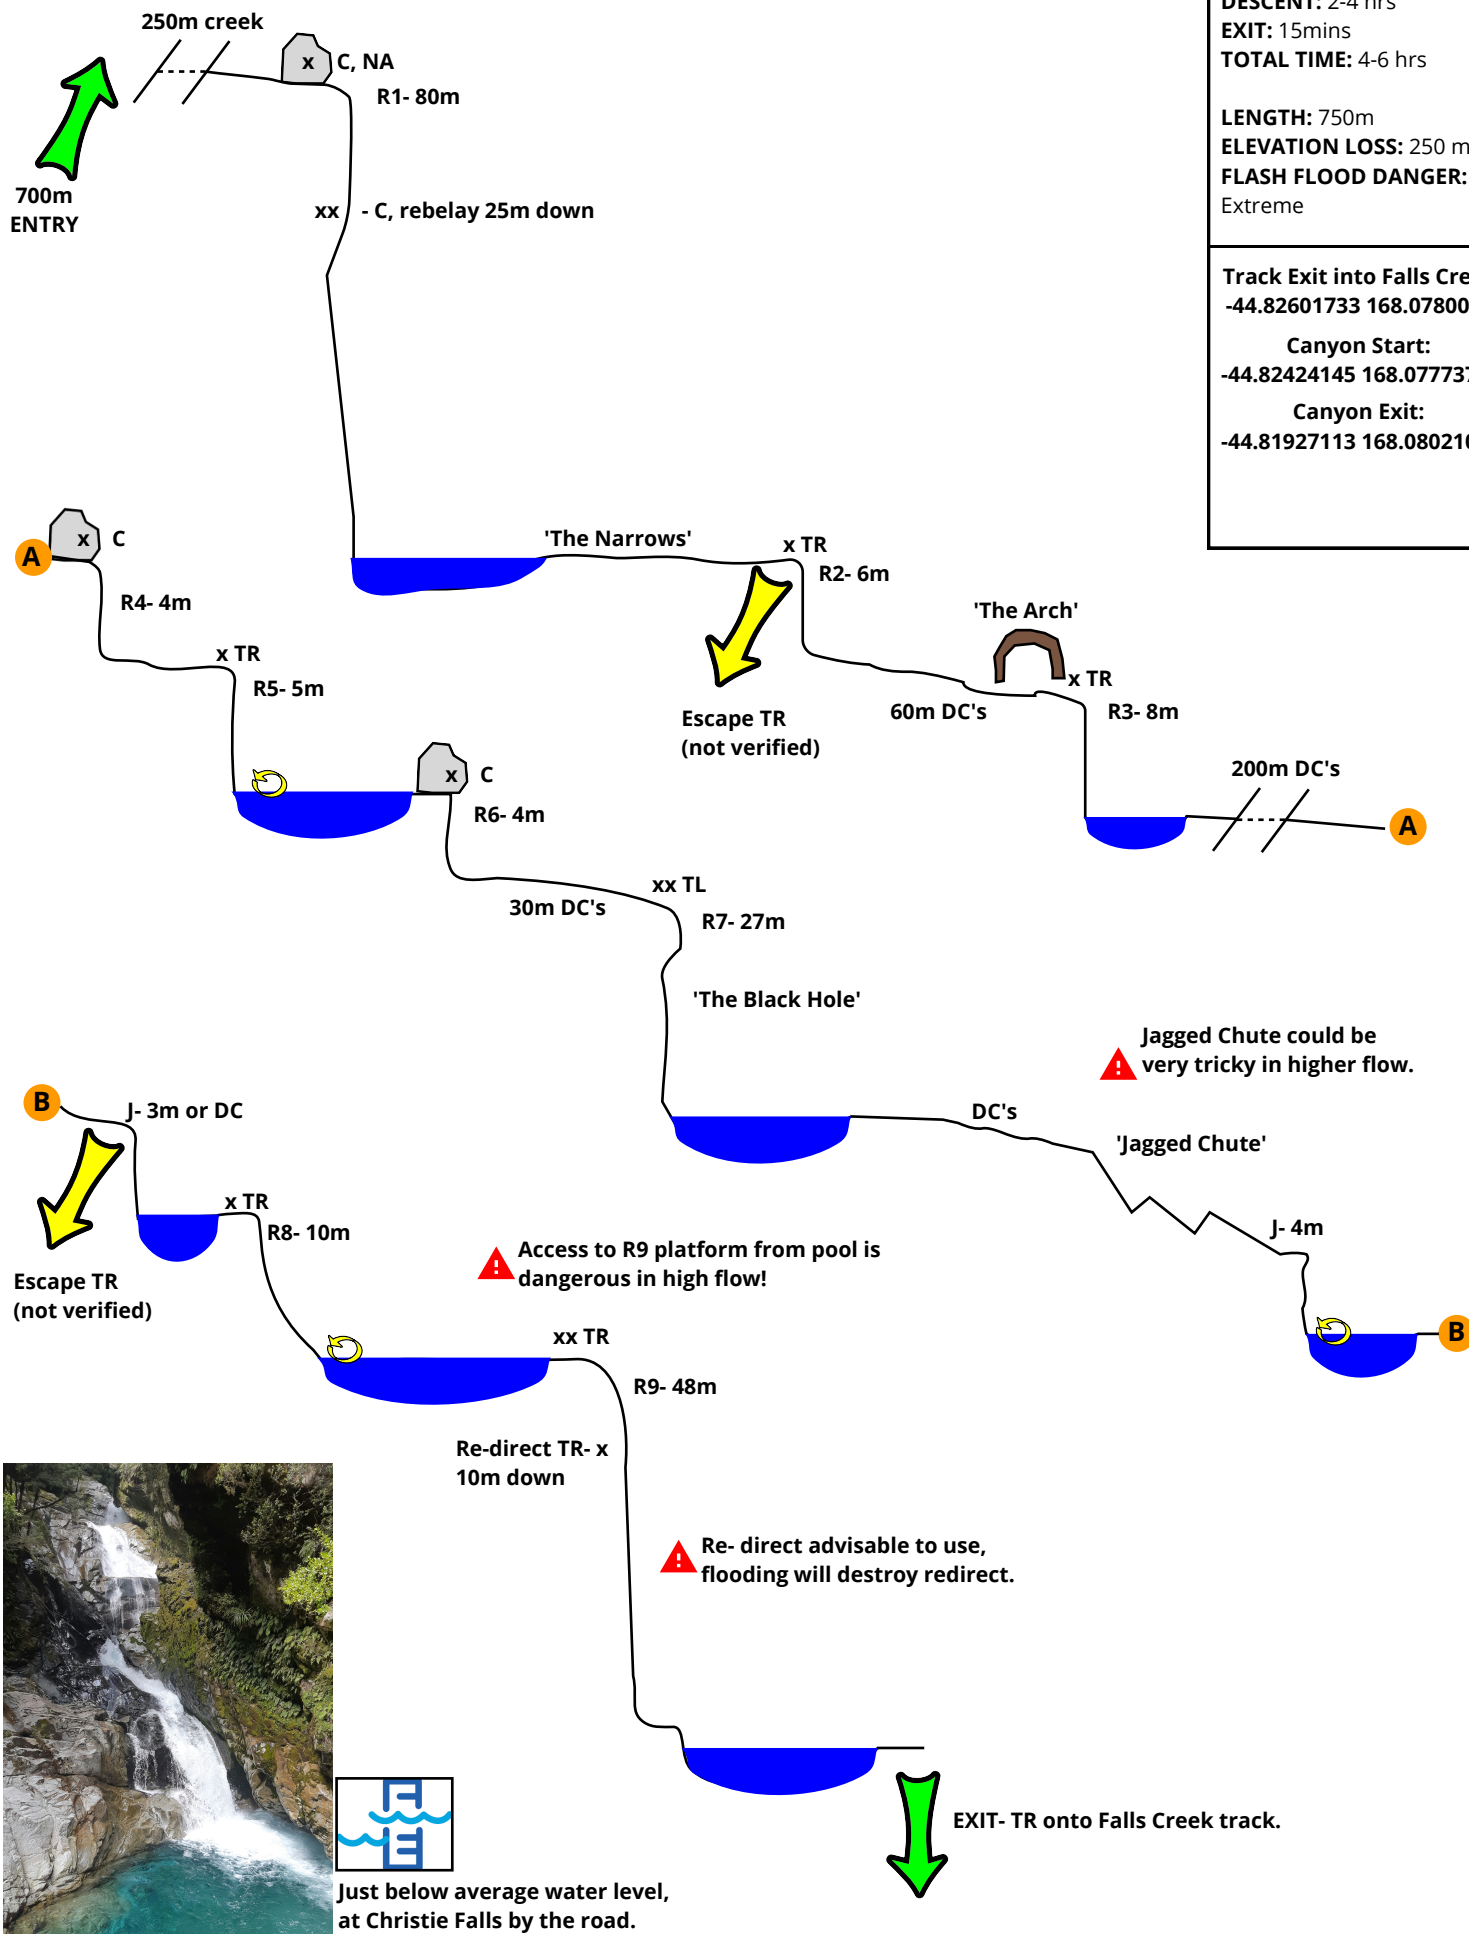 DESCENT: 2-4 hrs
EXIT: 15mins
TOTAL TIME: 4-6 hrs
LENGTH: 750m
ELEVATION LOSS: 250 m
FLASH FLOOD DANGER:
Extreme
Track Exit into Falls Cre
-44.82601733 168.07800
Canyon Start:
-44.82424145 168.077737
Canyon Exit:
-44.81927113 168.080210
250m creek
x C, NA
R1- 80m
700m
ENTRY
xx - C, rebelay 25m down
'The Narrows'
x TR
R2- 6m
Escape TR
(not verified)
60m DC's
'The Arch'
x TR
R3- 8m
200m DC's
A
A
x C
R4- 4m
x TR
R5- 5m
x C
R6- 4m
30m DC's
xx TL
R7- 27m
'The Black Hole'
DC's
Jagged Chute could be
very tricky in higher flow.
'Jagged Chute'
J- 4m
B
B
J- 3m or DC
Escape TR
(not verified)
x TR
R8- 10m
Access to R9 platform from pool is
dangerous in high flow!
xx TR
R9- 48m
Re-direct TR- x
10m down
Re- direct advisable to use,
flooding will destroy redirect.
EXIT- TR onto Falls Creek track.
Just below average water level,
at Christie Falls by the road.